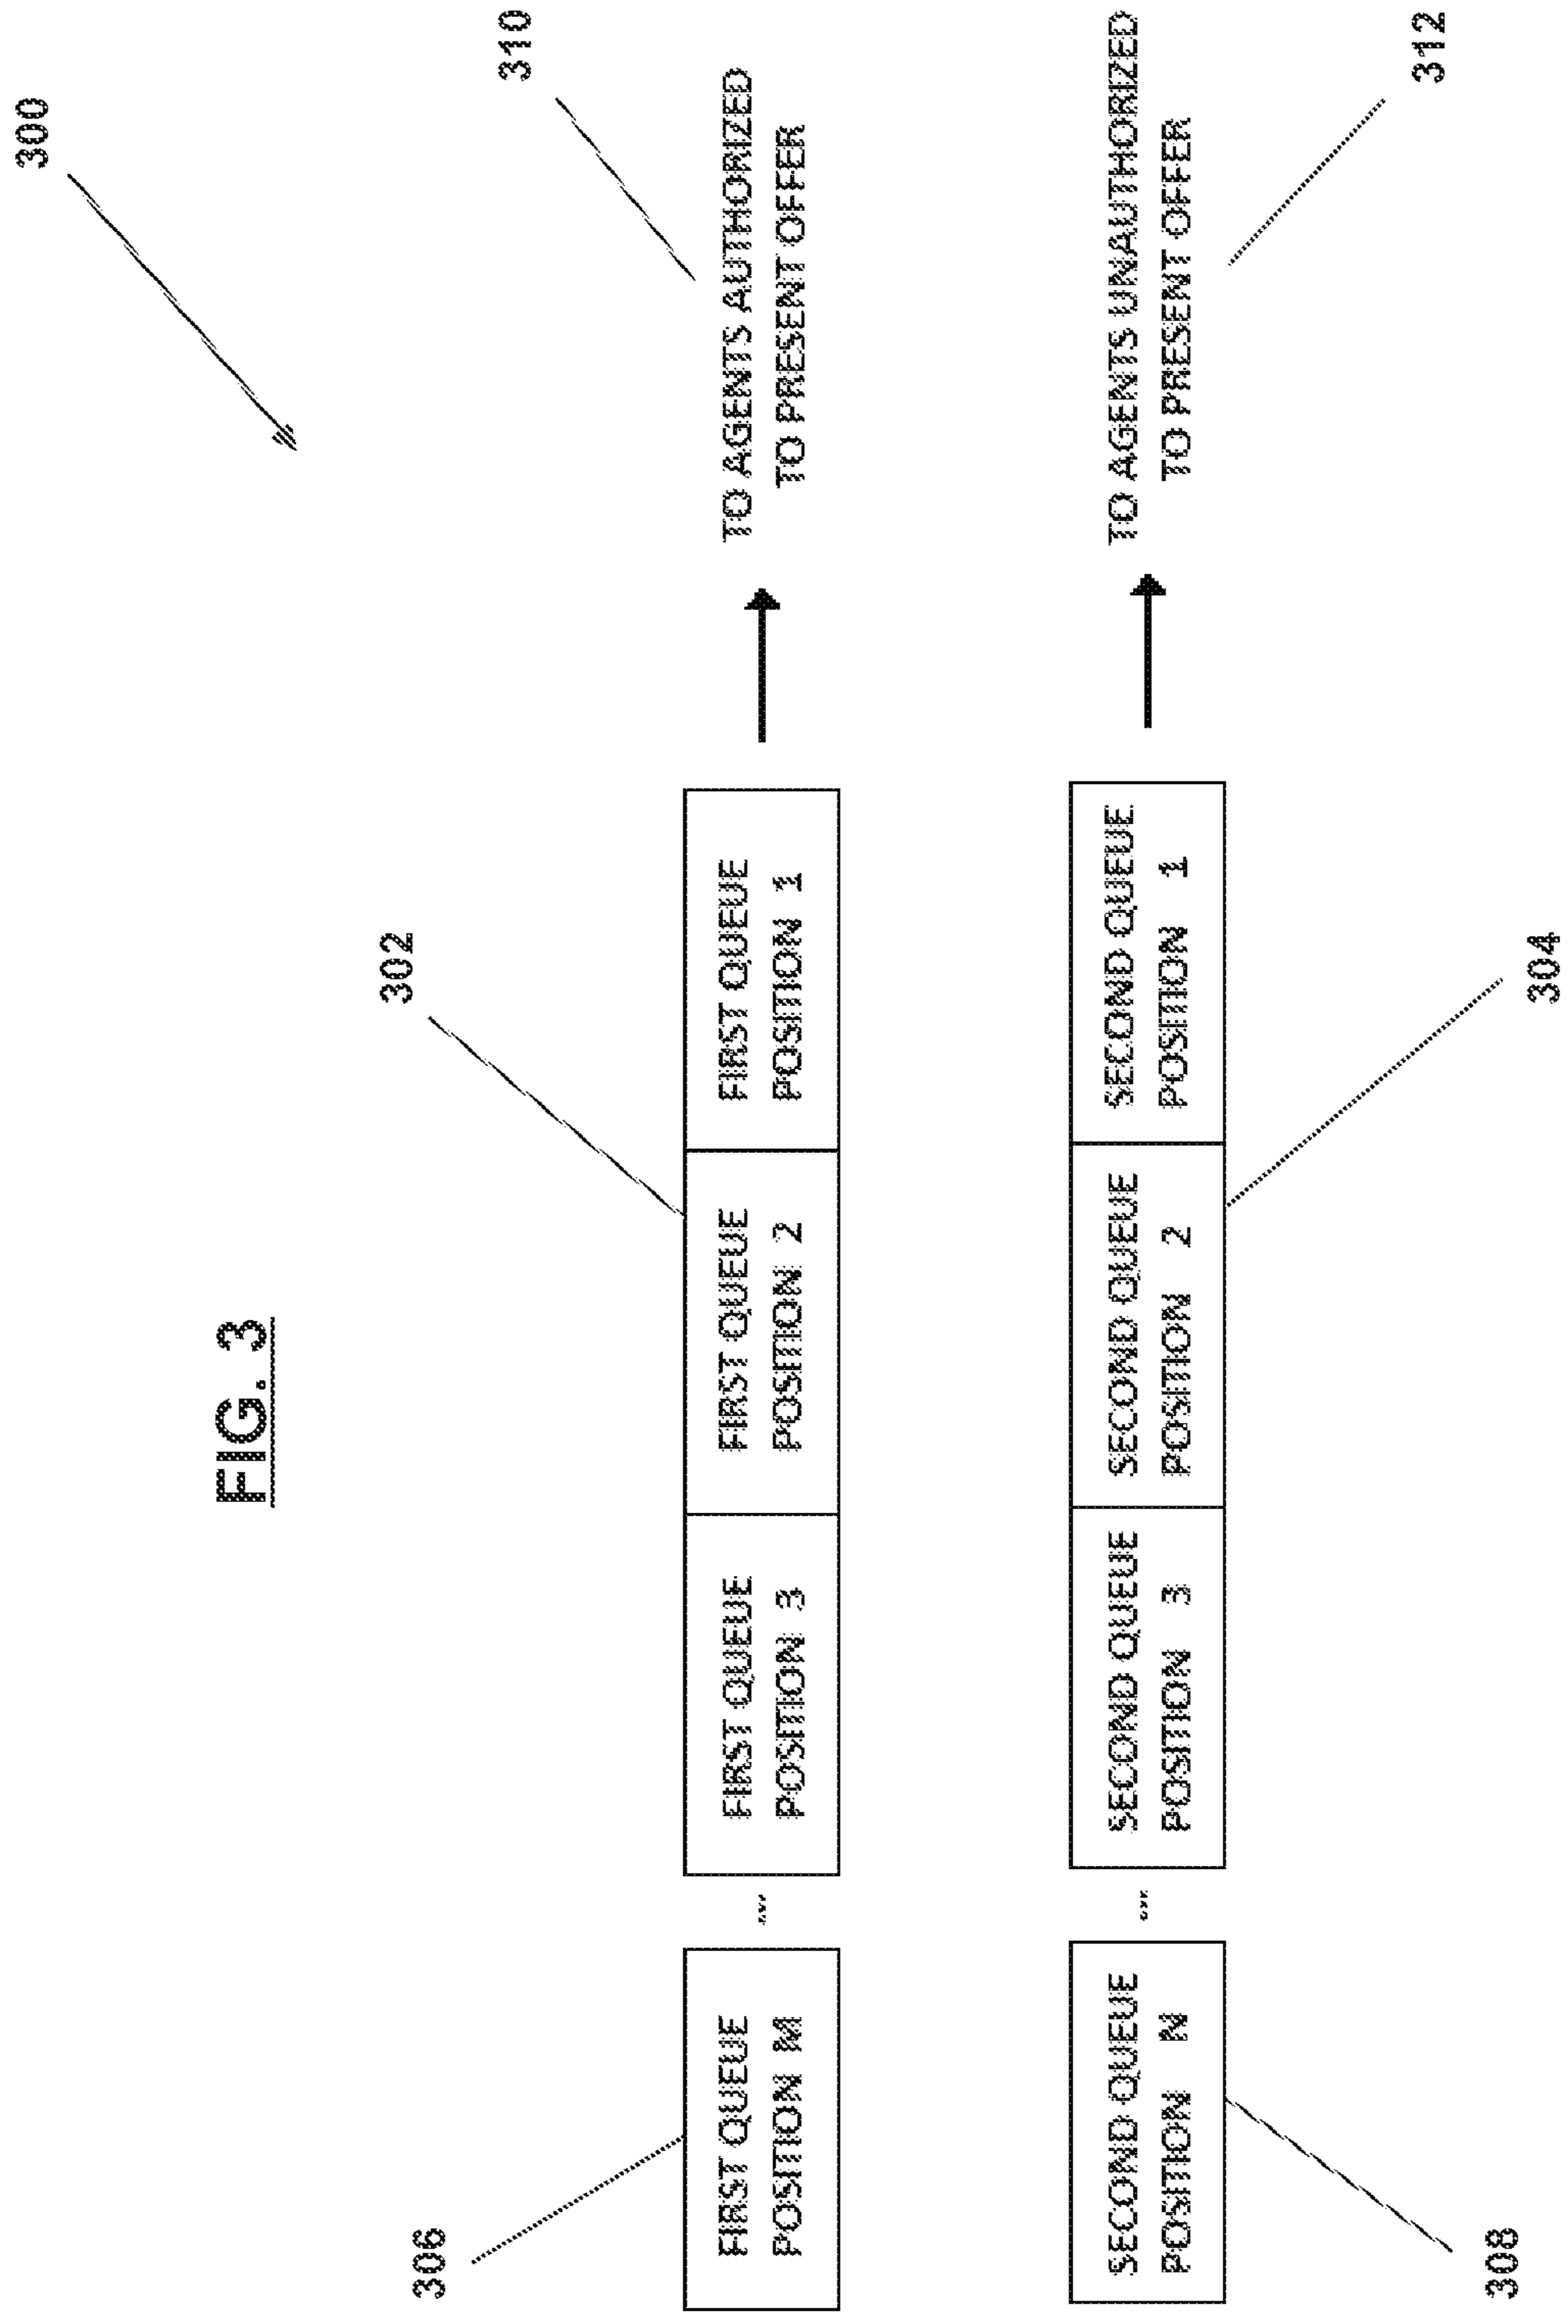 FIG. 3
300
302
310
FIRST QUEUE
POSITION M
...
FIRST QUEUE
POSITION 3
FIRST QUEUE
POSITION 2
FIRST QUEUE
POSITION 1
TO AGENTS AUTHORIZED
TO PRESENT OFFER
306
SECOND QUEUE
POSITION N
...
SECOND QUEUE
POSITION 3
SECOND QUEUE
POSITION 2
SECOND QUEUE
POSITION 1
TO AGENTS UNAUTHORIZED
TO PRESENT OFFER
308
304
312